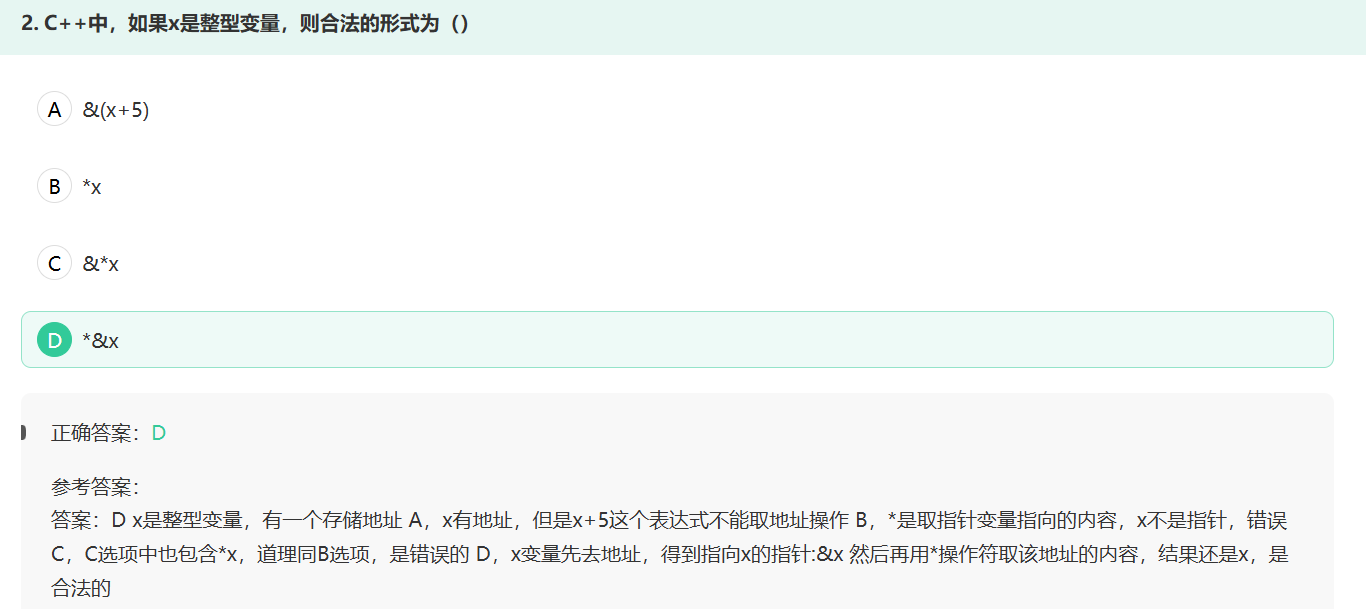 2. C++中，如果x是整型变量，则合法的形式为（）
A &(x+5)
B *x
C &*x
D *&x
正确答案：D
参考答案：
答案：D x是整型变量，有一个存储地址 A，x有地址，但是x+5这个表达式不能取地址操作 B，*是取指针变量指向的内容，x不是指针，错误
C，C选项中也包含*x，道理同B选项，是错误的 D，x变量先去地址，得到指向x的指针:&x 然后再用*操作符取该地址的内容，结果还是x，是
合法的